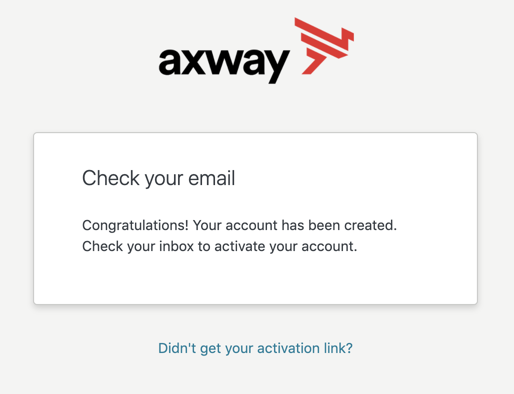 axway
Check your email
Congratulations! Your account has been created.
Check your inbox to activate your account.
Didn't get your activation link?